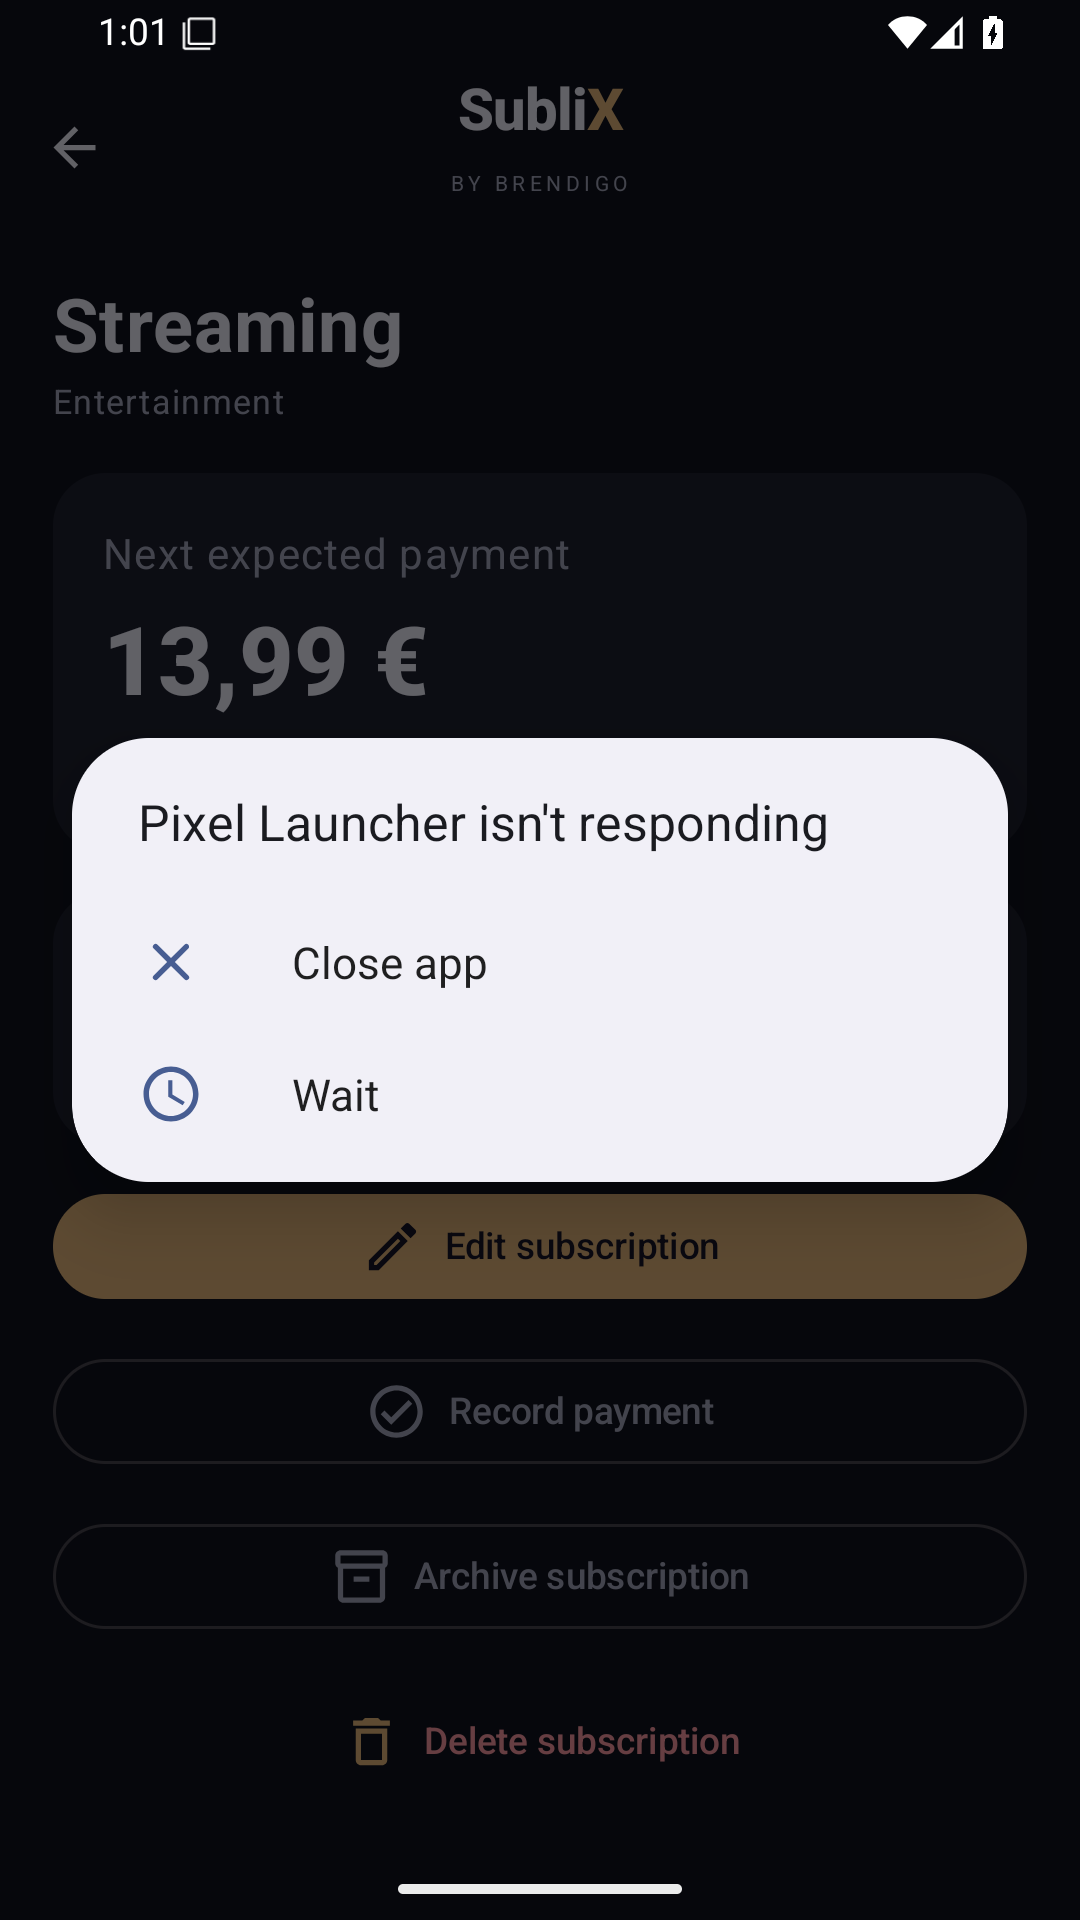 1:01
SubliX
BY BRENDIGO
Streaming
Entertainment
Next expected payment
13,99 €
Pixel Launcher isn't responding
Close app
Wait
Edit subscription
Record payment
Archive subscription
Delete subscription